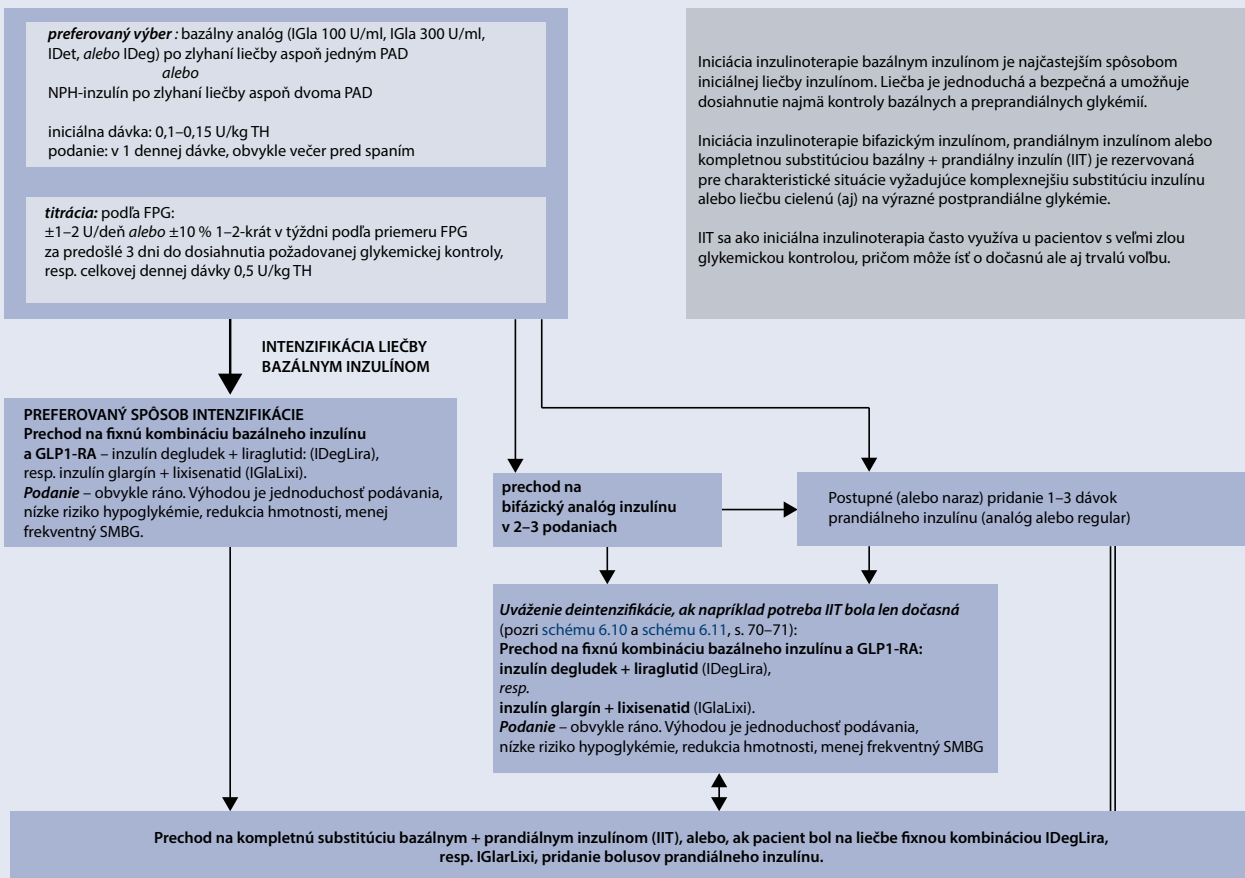 preferovaný výber : bazálny analóg (IGla 100 U/ml, IGla 300 U/ml,
IDet, alebo IDeg) po zlyhaní liečby aspoň jedným PAD
alebo
NPH-inzulín po zlyhaní liečby aspoň dvoma PAD
iniciálna dávka: 0,1–0,15 U/kg TH
podanie: v 1 dennej dávke, obvykle večer pred spaním
titrácia: podľa FPG:
±1–2 U/deň alebo ±10 % 1–2-krát v týždni podľa priemeru FPG
za predošlé 3 dni do dosiahnutia požadovanej glykemickej kontroly,
resp. celkovej dennej dávky 0,5 U/kg TH
Iniciácia inzulinoterapie bazálnym inzulínom je najčastejším spôsobom
iniciálnej liečby inzulínom. Liečba je jednoduchá a bezpečná a umožňuje
dosiahnutie najmä kontroly bazálnych a preprandiálnych glykémií.
Iniciácia inzulinoterapie bifazickým inzulínom, prandiálnym inzulínom alebo
kompletnou substitúciou bazálny + prandiálny inzulín (IIT) je rezervovaná
pre charakteristické situácie vyžadujúce komplexnejšiu substitúciu inzulínu
alebo liečbu cielenú (aj) na výrazné postprandiálne glykémie.
IIT sa ako iniciálna inzulinoterapia často využíva u pacientov s veľmi zlou
glykemickou kontrolou, pričom môže ísť o dočasnú ale aj trvalú voľbu.
INTENZIFIKÁCIA LIEČBY
BAZÁLNYM INZULÍNOM
PREFEROVANÝ SPÔSOB INTENZIFIKÁCIE
Prechod na fixnú kombináciu bazálneho inzulínu
a GLP1-RA – inzulín degludek + liraglutid: (IDegLira),
resp. inzulín glargín + lixisenatid (IGlaLixi).
Podanie – obvykle ráno. Výhodou je jednoduchosť podávania,
nízke riziko hypoglykémie, redukcia hmotnosti, menej
frekventný SMBG.
prechod na
bifázický analóg inzulínu
v 2–3 podaniach
Postupné (alebo naraz) pridanie 1–3 dávok
prandiálneho inzulínu (analóg alebo regular)
Uváženie deintenzifikácie, ak napríklad potreba IIT bola len dočasná
(pozri schému 6.10 a schému 6.11, s. 70–71):
Prechod na fixnú kombináciu bazálneho inzulínu a GLP1-RA:
inzulín degludek + liraglutid (IDegLira),
resp.
inzulín glargín + lixisenatid (IGlaLixi).
Podanie – obvykle ráno. Výhodou je jednoduchosť podávania,
nízke riziko hypoglykémie, redukcia hmotnosti, menej frekventný SMBG
Prechod na kompletnú substitúciu bazálnym + prandiálnym inzulínom (IIT), alebo, ak pacient bol na liečbe fixnou kombináciou IDegLira,
resp. IGlarLixi, pridanie bolusov prandiálneho inzulínu.